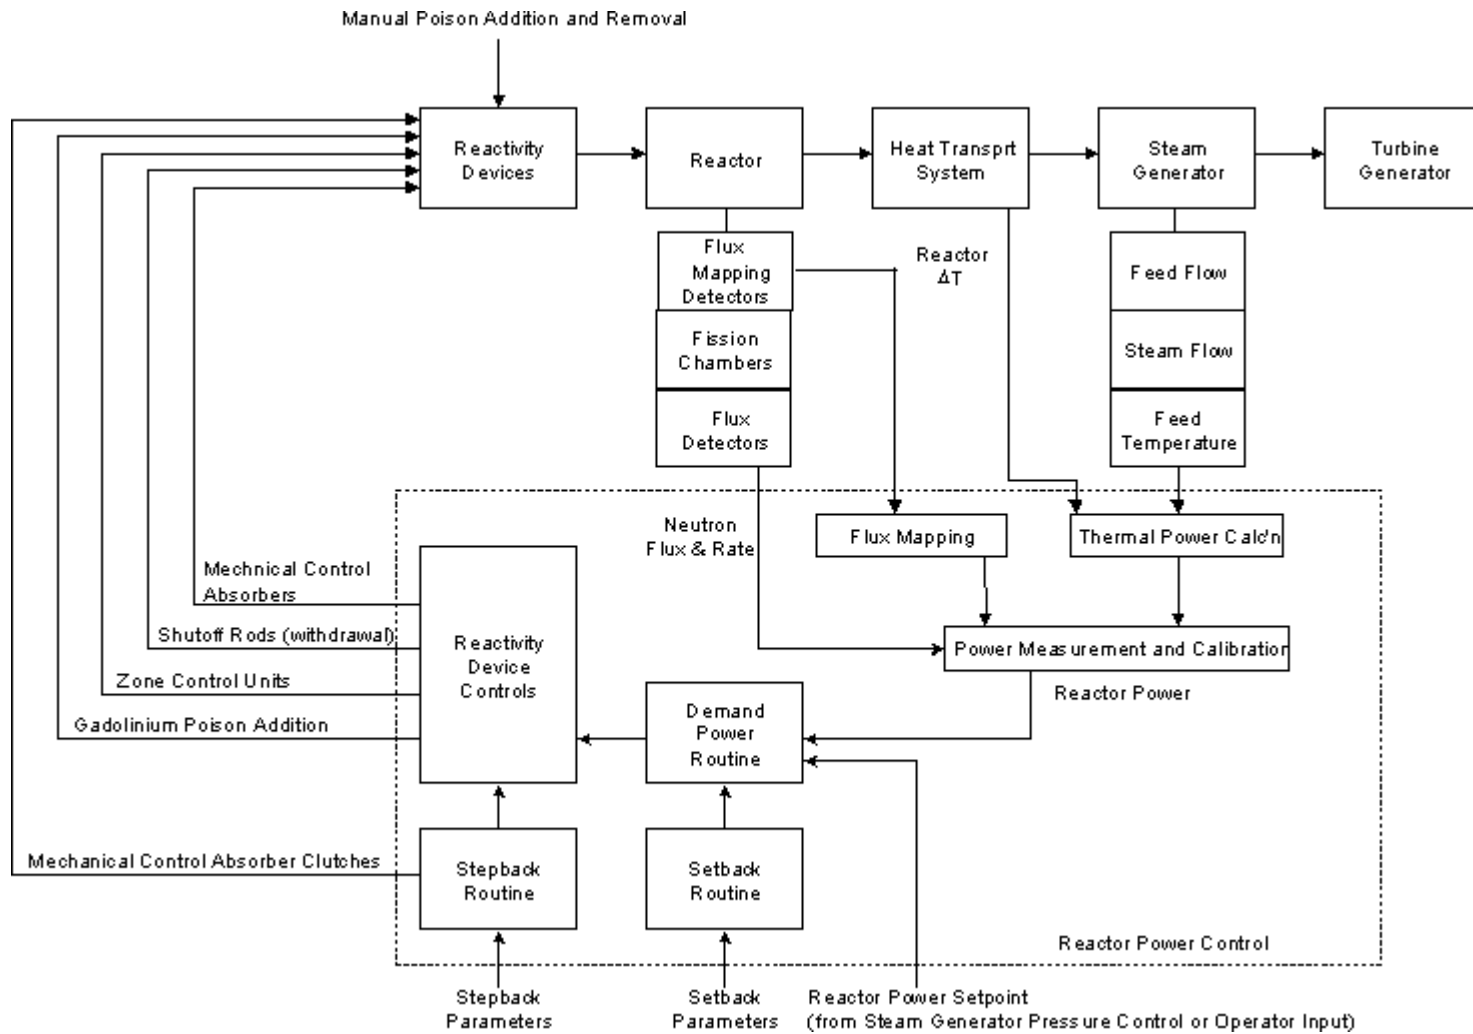 Manual Poison Addition and Removal
Reactivity
Devices
Reactor
Heat Transprt
System
Steam
Generator
Turbine
Generator
Flux
Mapping
Detectors
Reactor
ΔT
Feed Flow
Fission
Chambers
Steam Flow
Flux
Detectors
Feed
Temperature
Neutron
Flux & Rate
Flux Mapping
Thermal Power Calc'n
Mechnical Control
Absorbers
Shutoff Rods (withdrawal)
Reactivity
Device
Controls
Power Measurement and Calibration
Zone Control Units
Reactor Power
Gadolinium Poison Addition
Demand
Power
Routine
Mechanical Control Absorber Clutches
Stepback
Routine
Setback
Routine
Reactor Power Control
Stepback
Parameters
Setback
Parameters
Reactor Power Setpoint
(from Steam Generator Pressure Control or Operator Input)